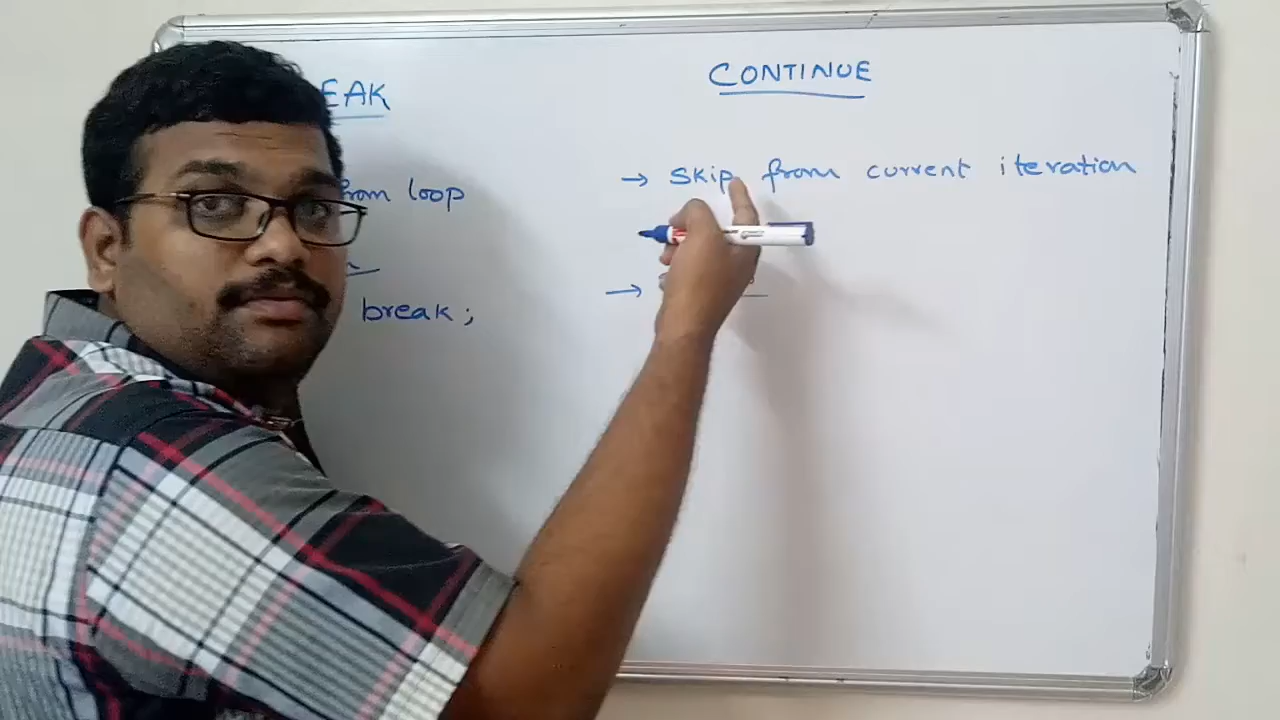 EAK
CONTINUE
from loop
→ Skip from current iteration
break;
→